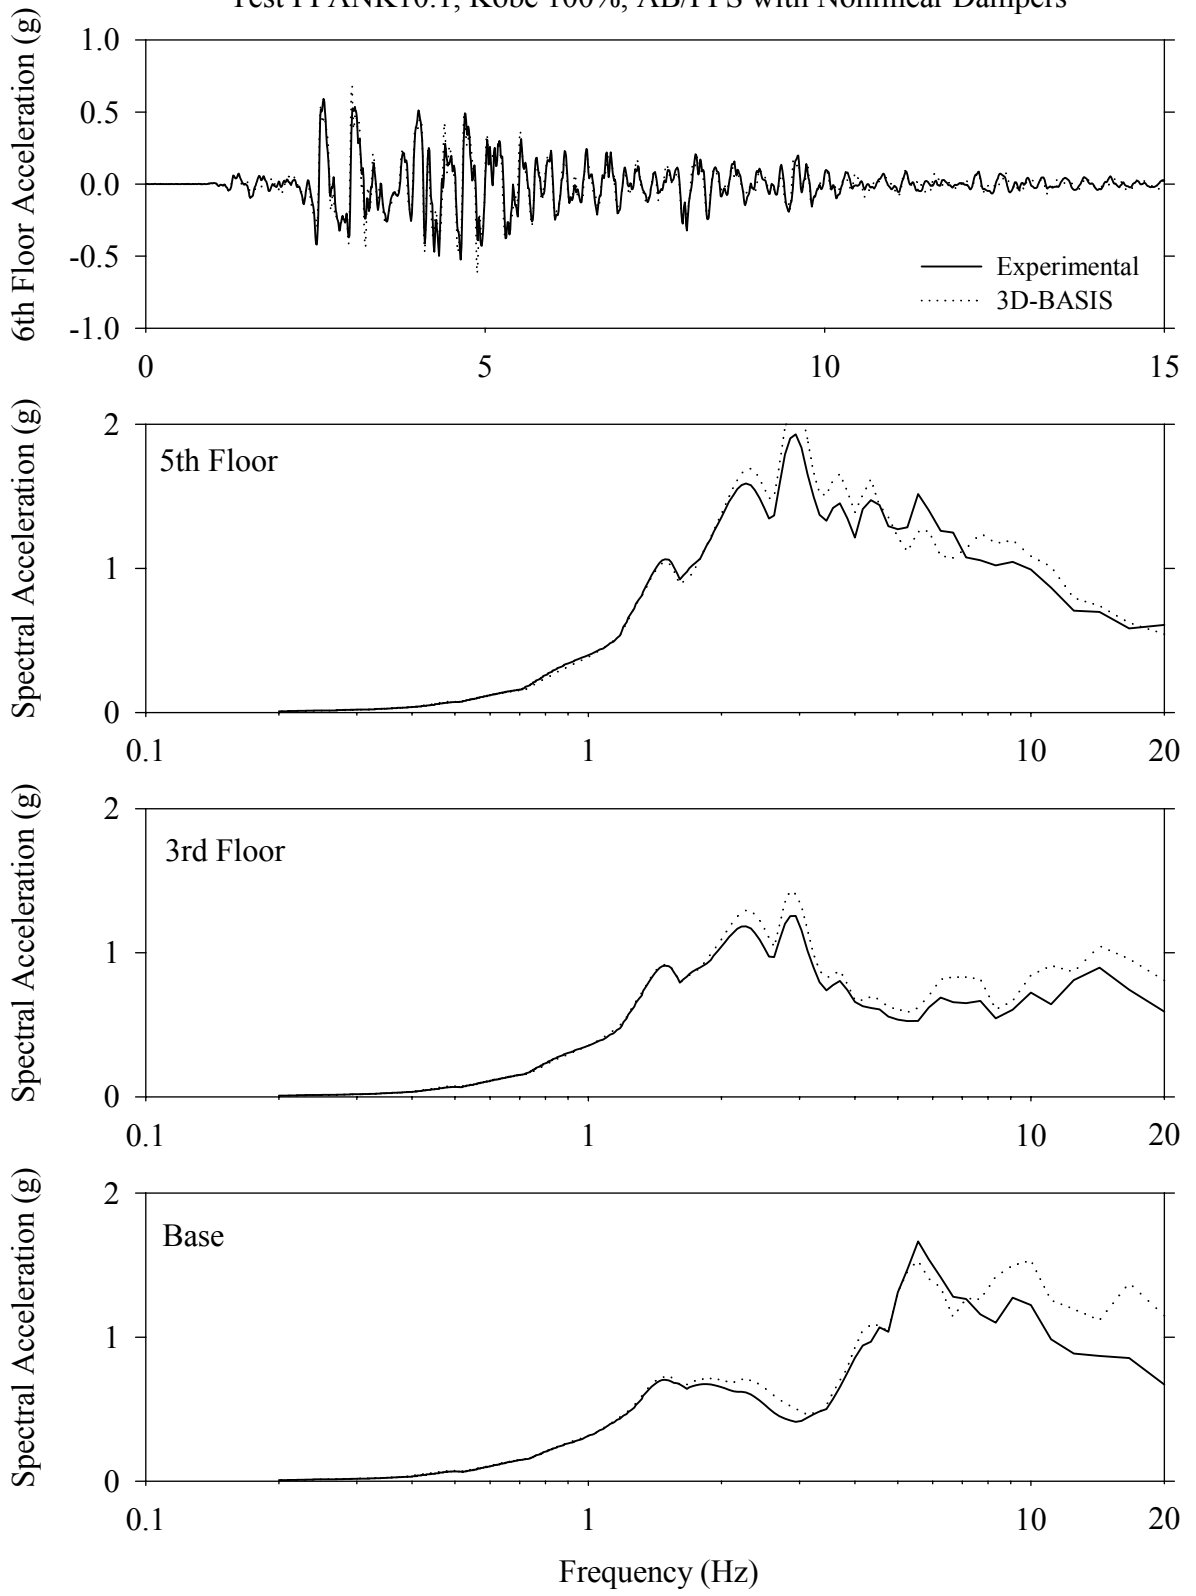 with Nonlinear Dampers
6th Floor Acceleration (g)
1.0
0.5
0.0
-0.5
-1.0
Experimental
3D-BASIS
0 5 10 15
Spectral Acceleration (g)
2
1
0
5th Floor
0.1 1 10 20
Spectral Acceleration (g)
2
1
0
3rd Floor
0.1 1 10 20
Spectral Acceleration (g)
2
1
0
Base
0.1 1 10 20
Frequency (Hz)